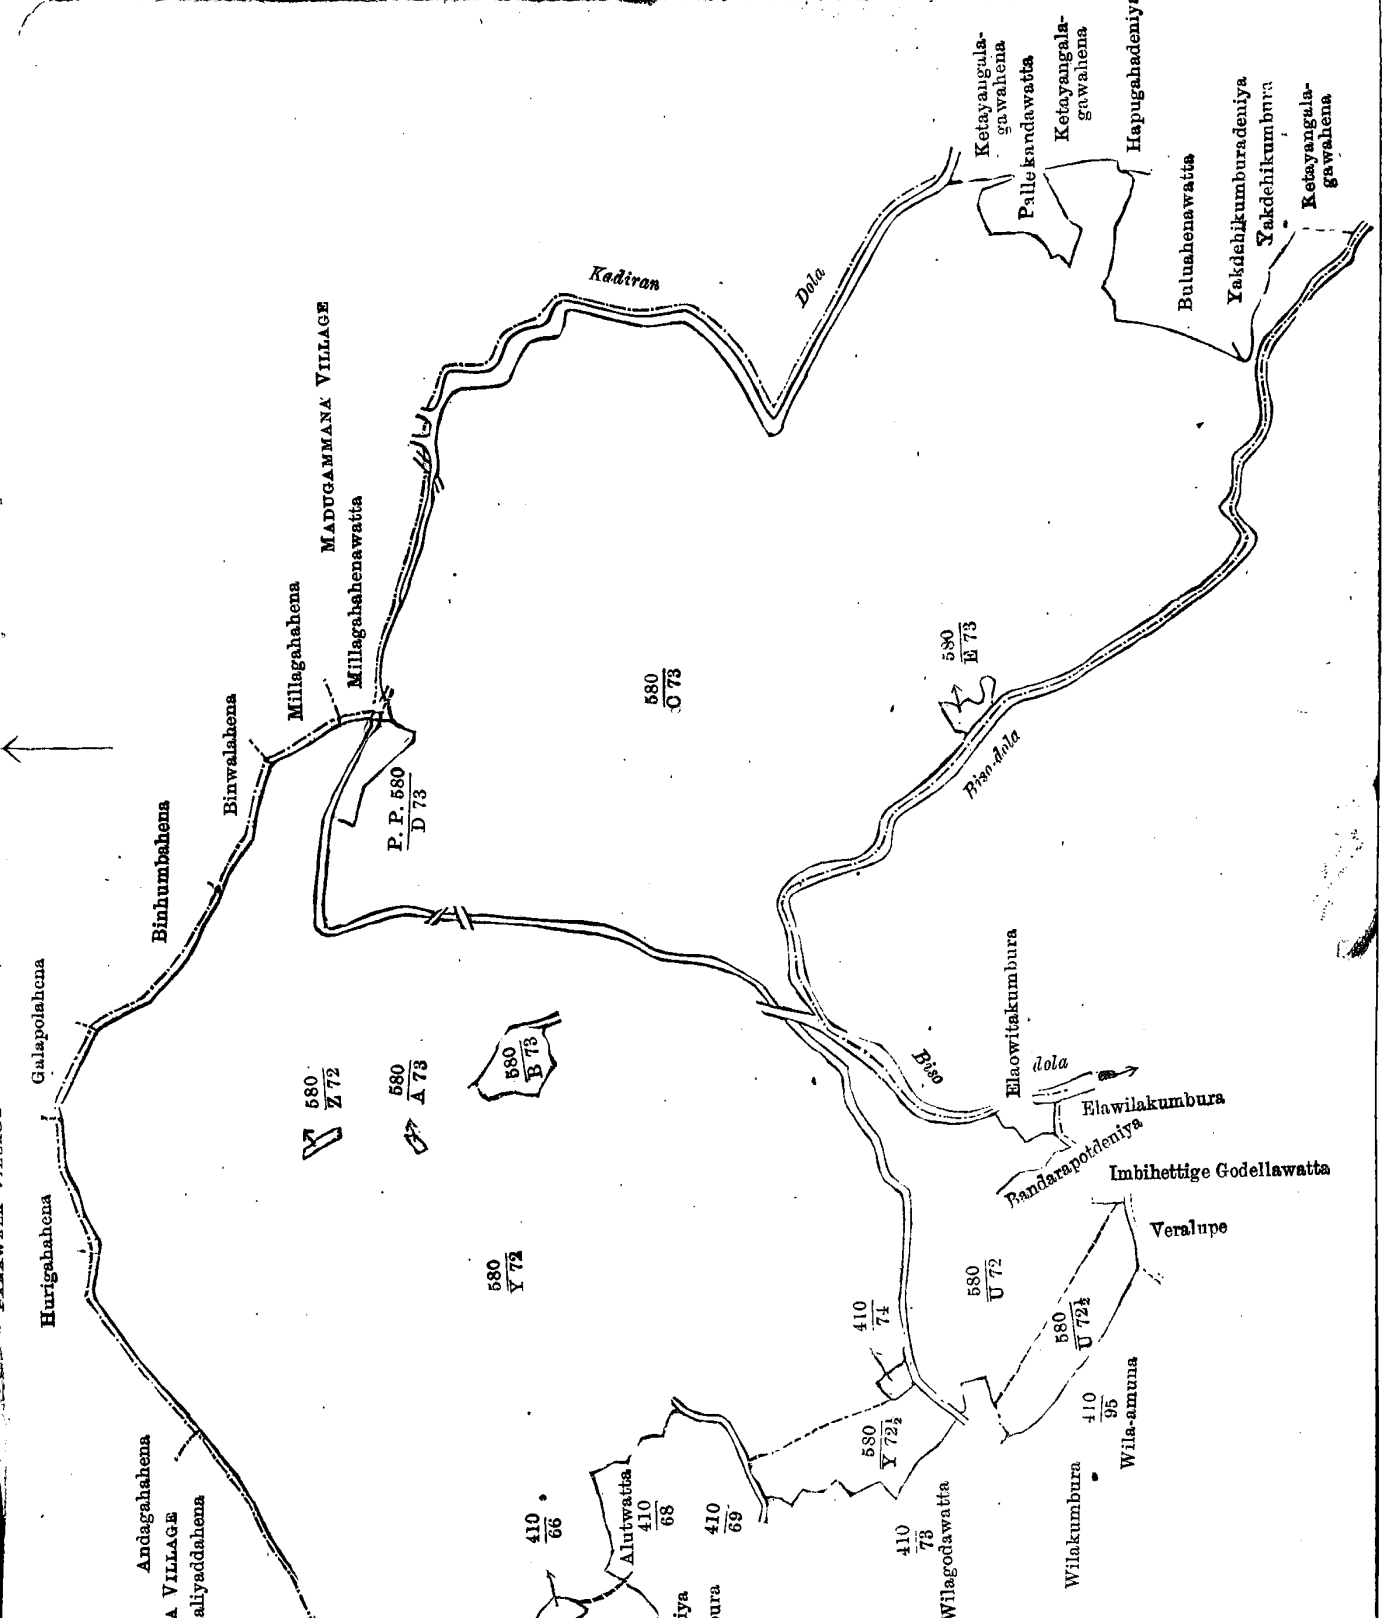 Ketayangala-
gawahena
Pallekandawatta
Ketayangala-
gawahena
Hapugahadeniya
Buluahenawatta
Yakdehikumburadeniya
Yakdehikumbura
Ketayangala-
gawahena
Kadiran
Dola
MADUGAMMANA VILLAGE
Millagahahena
Millagahahenawatta
Binwalahena
Binhumbahena
Galapolahena
Hurigahahena
Andagahahena
A VILLAGE
aliyaddahena
P. P. 580
D 73
580
C 73
580
E 73
Biso-dola
580
Z 72
580
A 73
580
B 73
580
Y 72
Biso
dola
Elaowitakumbura
Elawilakumbura
Bandarapotdeniya
Imbihettige Godellawatta
Veralupe
580
U 72
580
U 72½
410
74
580
Y 72½
410
95
Wila-amuna
Wilakumbura
410
73
Wilagodawatta
410
66
Alutwatta
410
68
410
69
iya
bura